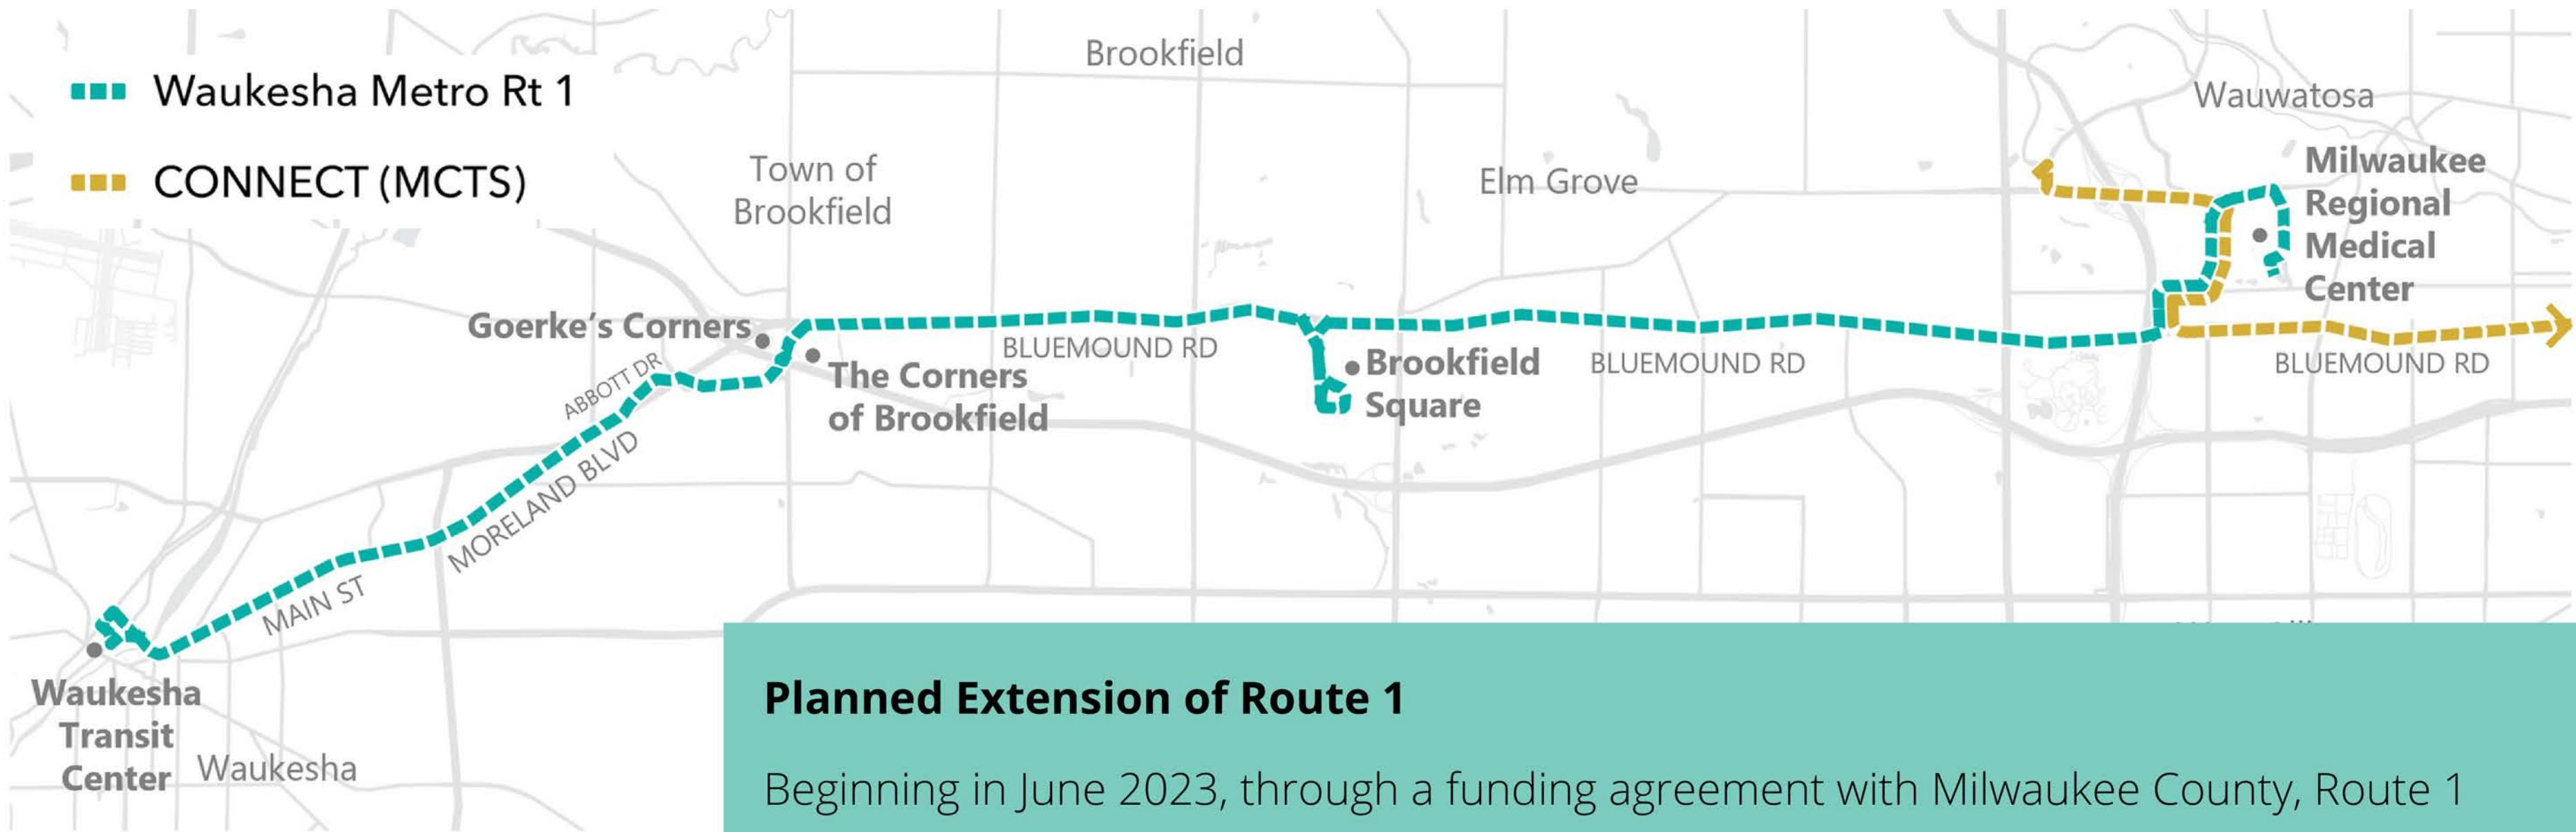 Waukesha Metro Rt 1
CONNECT (MCTS)
Brookfield
Wauwatosa
Town of
Brookfield
Elm Grove
Milwaukee
Regional
Medical
Center
Goerke's Corners
ABBOTT DR
The Corners
of Brookfield
BLUEMOUND RD
Brookfield
Square
BLUEMOUND RD
BLUEMOUND RD
MORELAND BLVD
MAIN ST
Waukesha
Transit
Center
Waukesha
Planned Extension of Route 1
Beginning in June 2023, through a funding agreement with Milwaukee County, Route 1